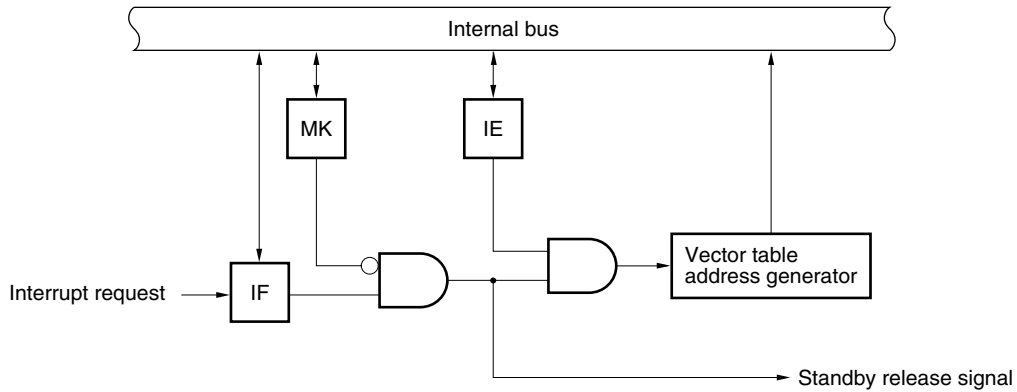 Internal bus
MK
IE
Interrupt request
IF
Vector table
address generator
Standby release signal